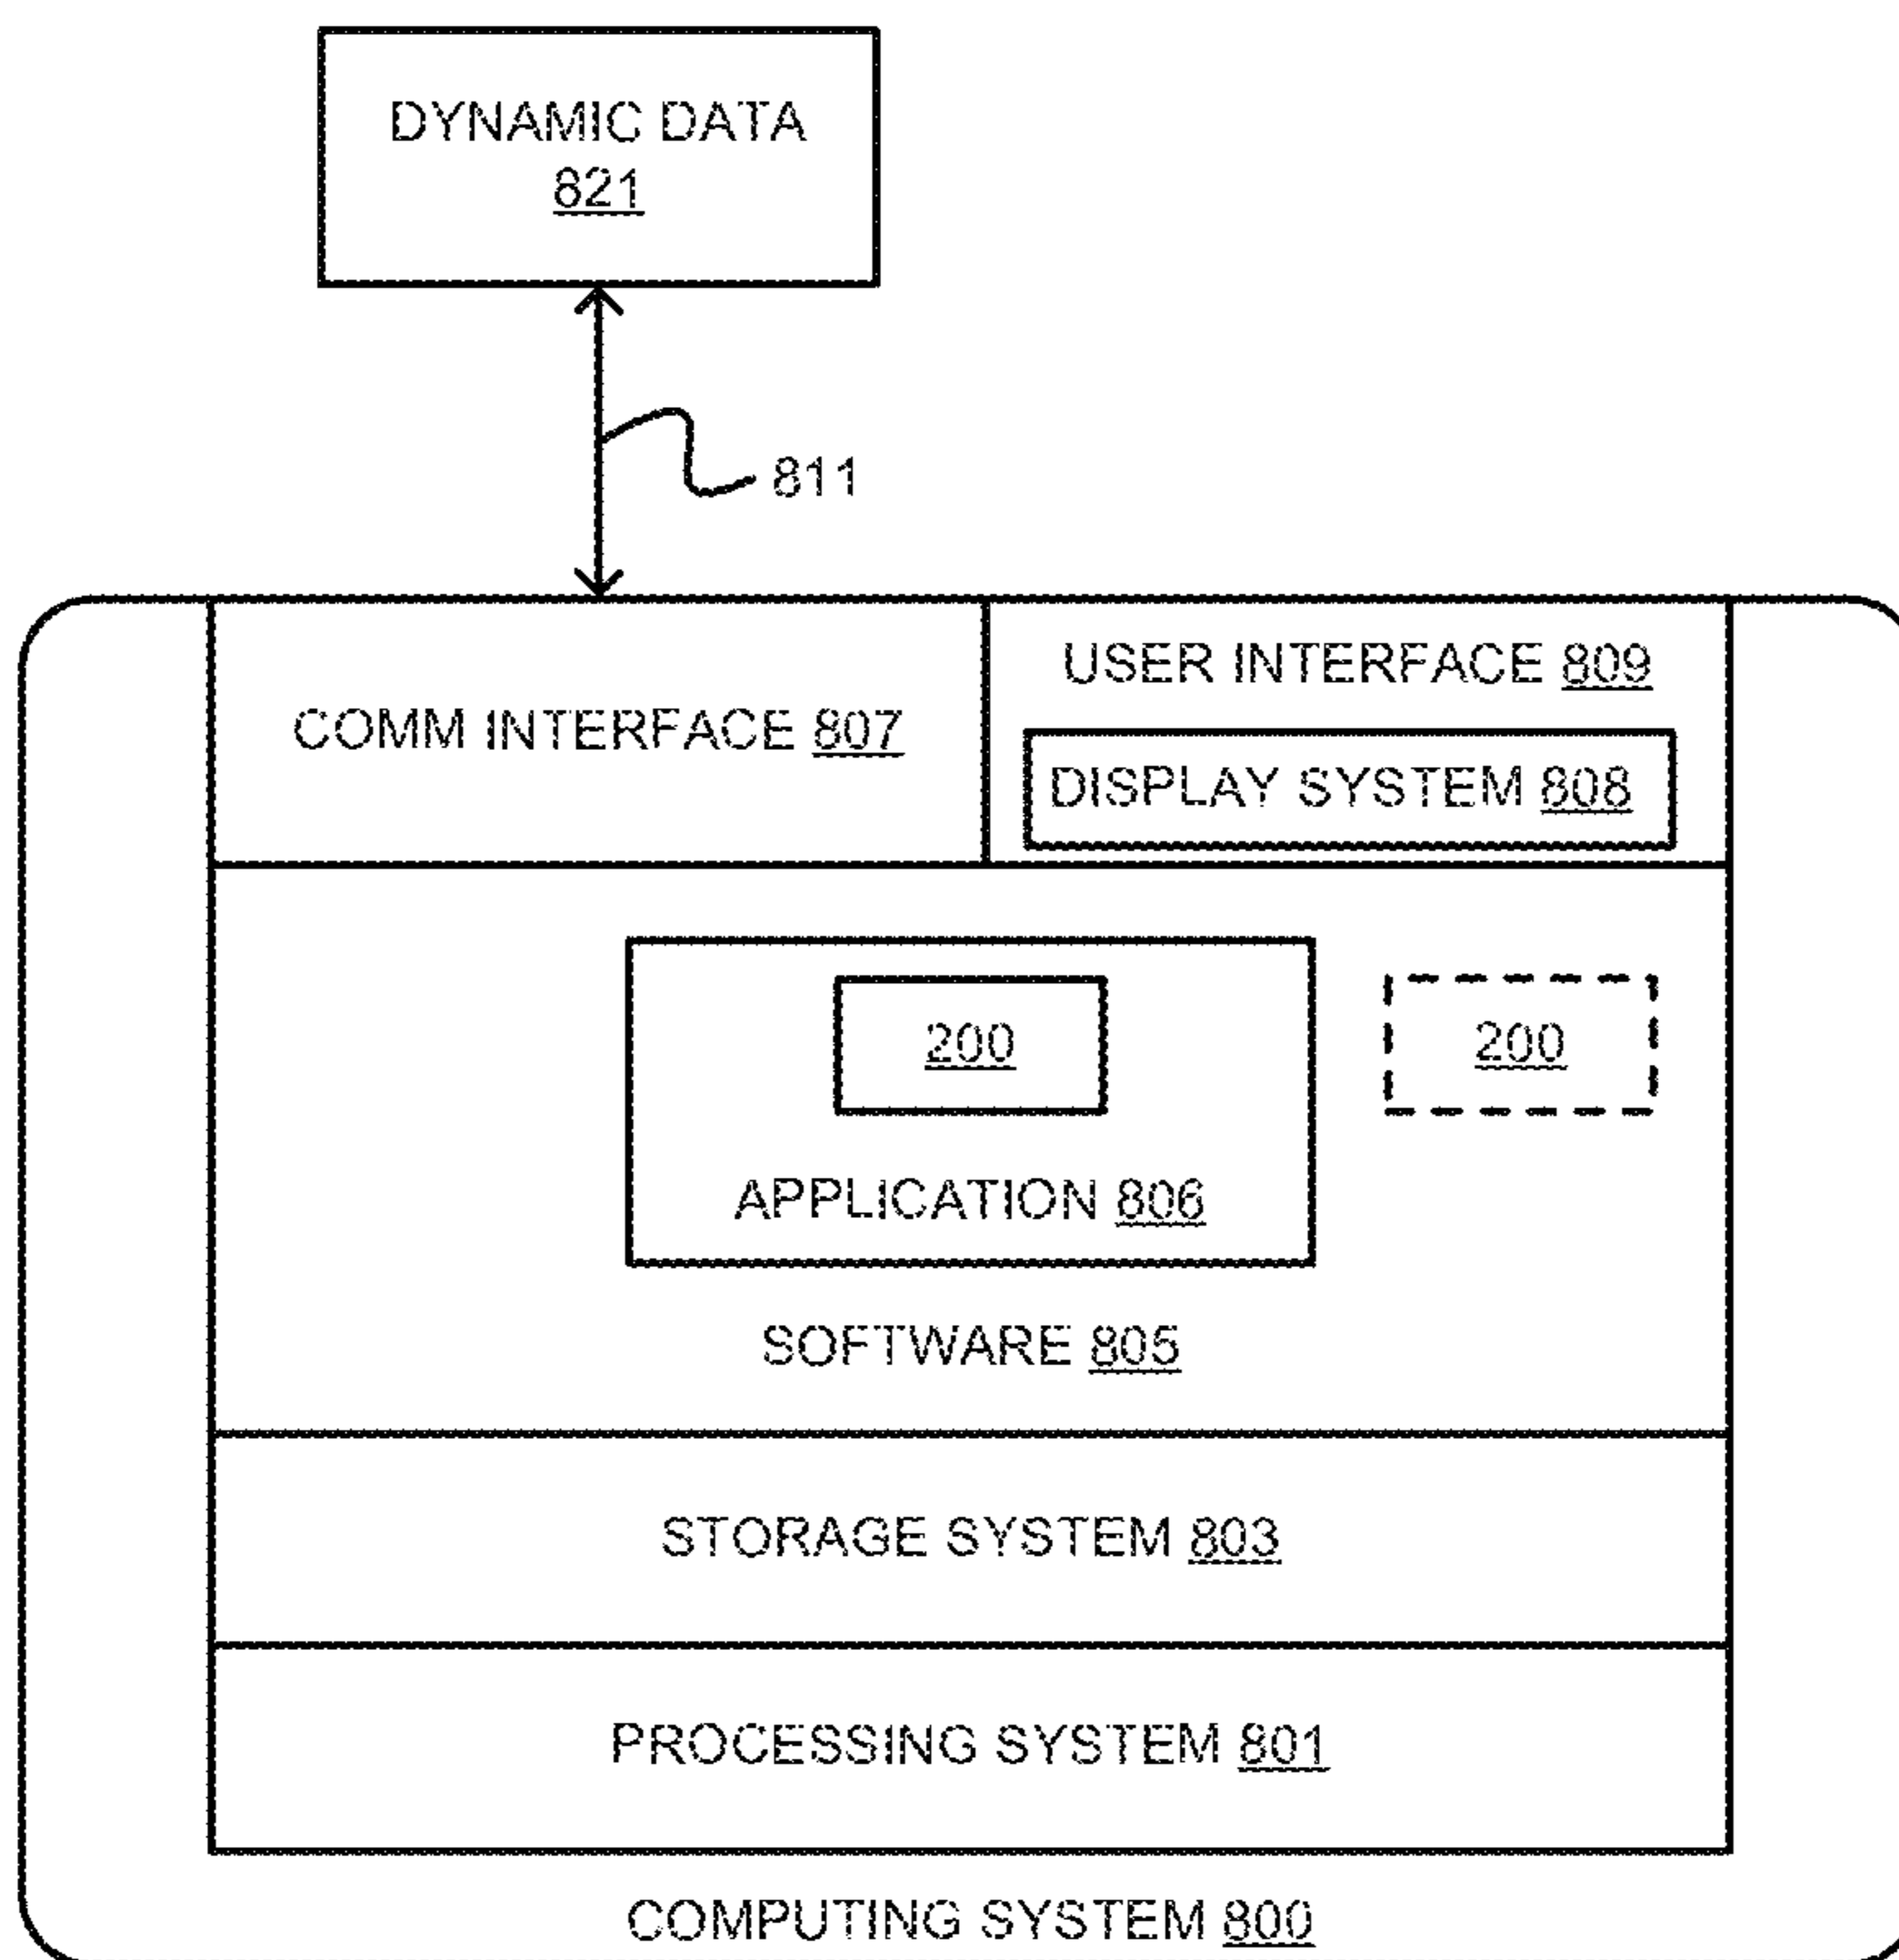 DYNAMIC DATA
821
811
COMM INTERFACE 807
USER INTERFACE 809
DISPLAY SYSTEM 808
200
200
APPLICATION 806
SOFTWARE 805
STORAGE SYSTEM 803
PROCESSING SYSTEM 801
COMPUTING SYSTEM 800